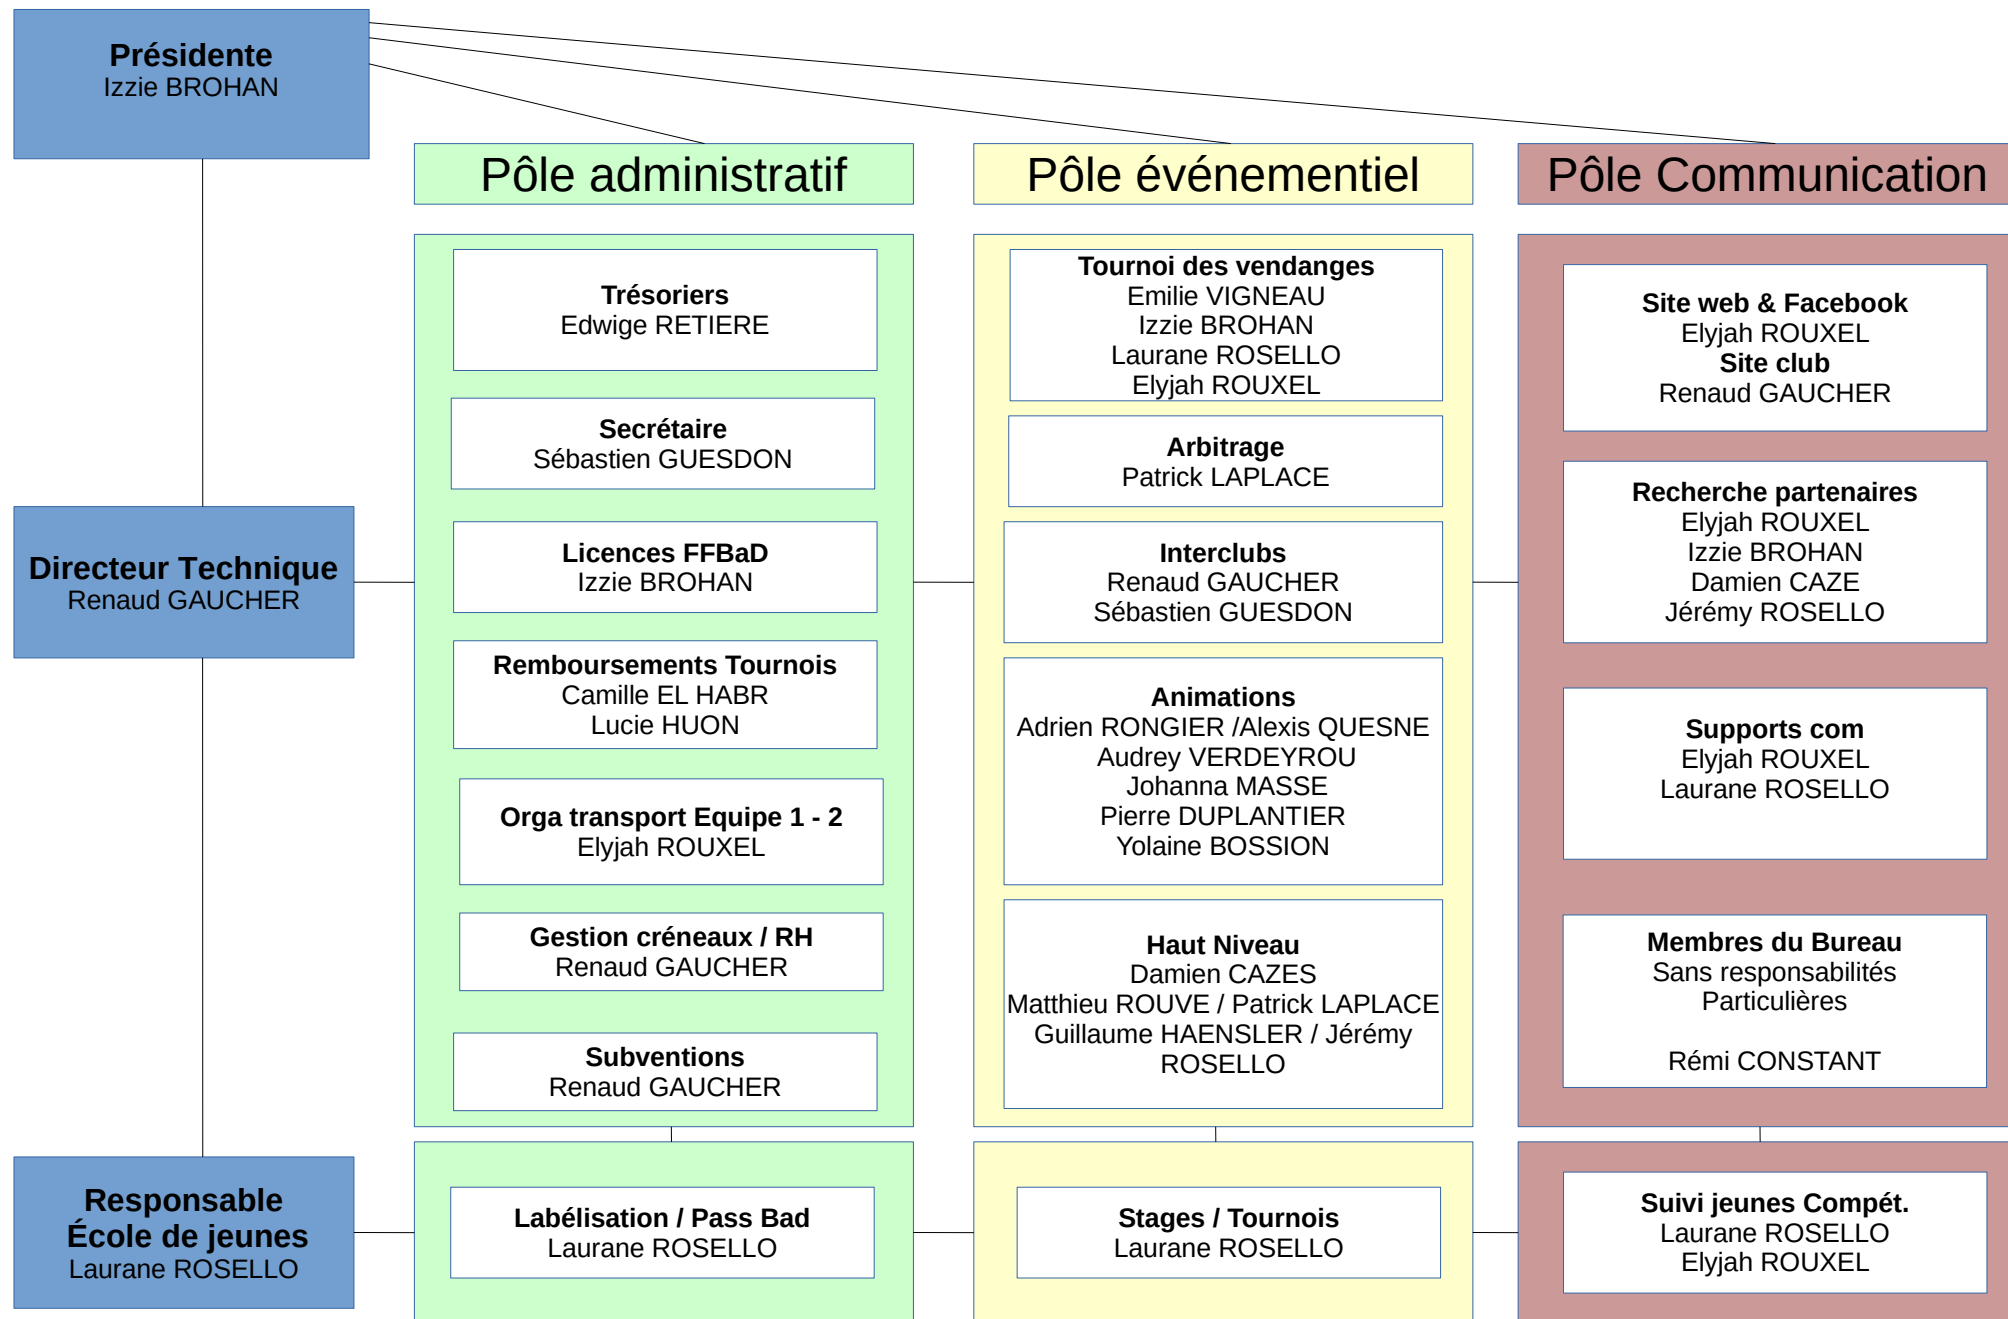 Présidente
Izzie BROHAN
Pôle administratif
Pôle événementiel
Pôle Communication
Trésoriers
Edwige RETIERE
Secrétaire
Sébastien GUESDON
Licences FFBaD
Izzie BROHAN
Remboursements Tournois
Camille EL HABR
Lucie HUON
Orga transport Equipe 1 - 2
Elyjah ROUXEL
Gestion créneaux / RH
Renaud GAUCHER
Subventions
Renaud GAUCHER
Tournoi des vendanges
Emilie VIGNEAU
Izzie BROHAN
Laurane ROSELLO
Elyjah ROUXEL
Arbitrage
Patrick LAPLACE
Interclubs
Renaud GAUCHER
Sébastien GUESDON
Animations
Adrien RONGIER /Alexis QUESNE
Audrey VERDEYROU
Johanna MASSE
Pierre DUPLANTIER
Yolaine BOSSION
Haut Niveau
Damien CAZES
Matthieu ROUVE / Patrick LAPLACE
Guillaume HAENSLER / Jérémy
ROSELLO
Site web & Facebook
Elyjah ROUXEL
Site club
Renaud GAUCHER
Recherche partenaires
Elyjah ROUXEL
Izzie BROHAN
Damien CAZE
Jérémy ROSELLO
Supports com
Elyjah ROUXEL
Laurane ROSELLO
Membres du Bureau
Sans responsabilités
Particulières
Rémi CONSTANT
Directeur Technique
Renaud GAUCHER
Responsable
École de jeunes
Laurane ROSELLO
Labélisation / Pass Bad
Laurane ROSELLO
Stages / Tournois
Laurane ROSELLO
Suivi jeunes Compét.
Laurane ROSELLO
Elyjah ROUXEL